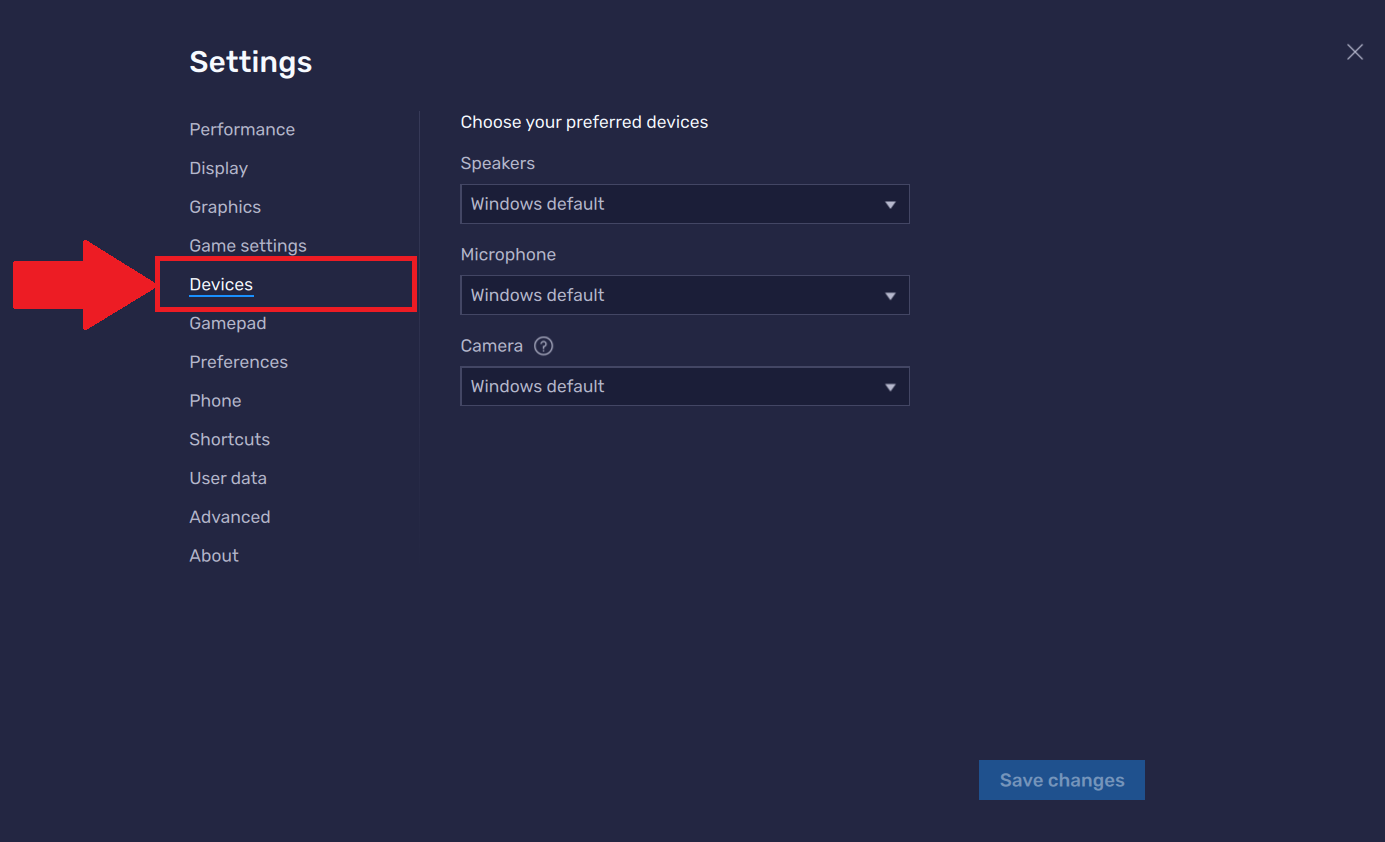 Settings
Performance
Display
Graphics
Game settings
Devices
Gamepad
Preferences
Phone
Shortcuts
User data
Advanced
About
Choose your preferred devices
Speakers
Windows default
Microphone
Windows default
Camera ?
Windows default
Save changes